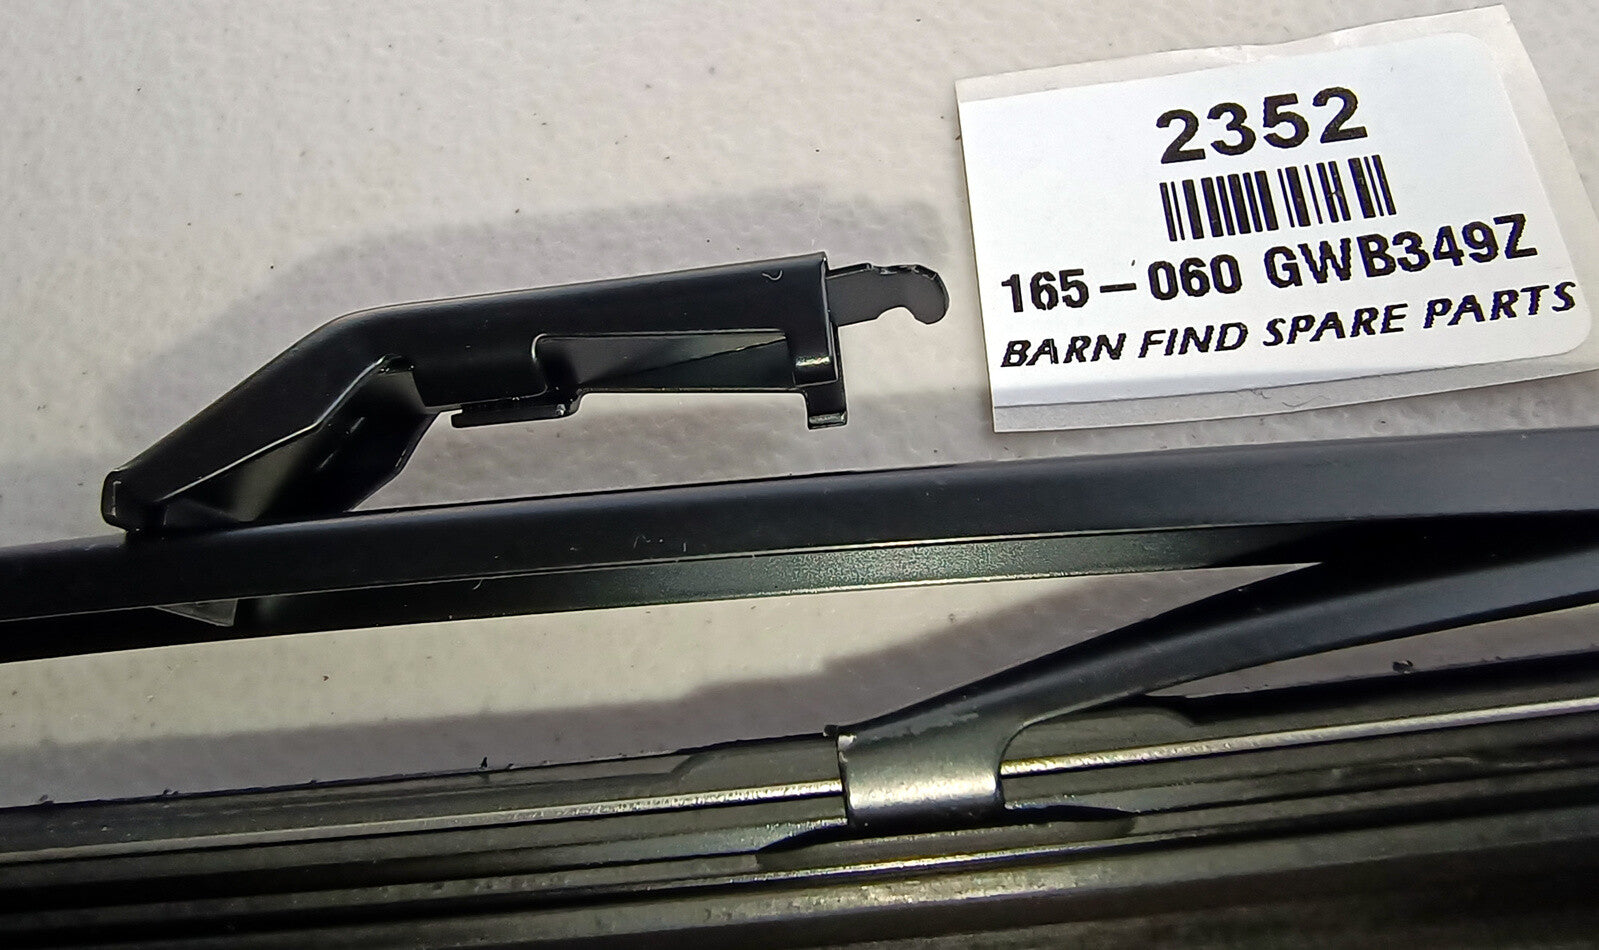 2352
165-060 GWB349Z
BARN FIND SPARE PARTS